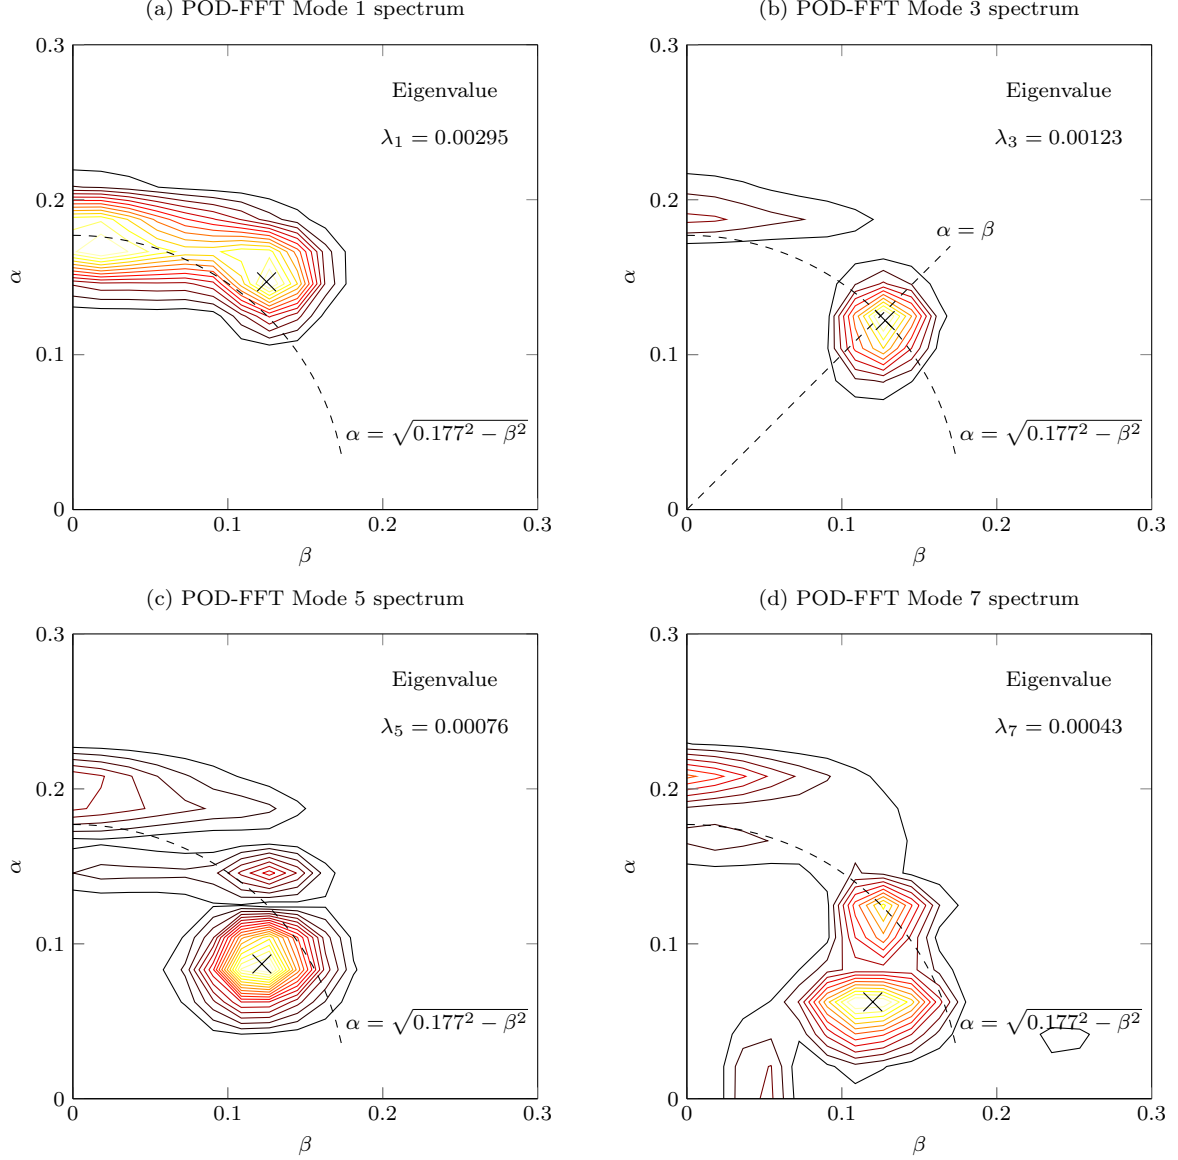 (a) POD-FFT Mode 1 spectrum
0.3
Eigenvalue
λ₁ = 0.00295
0.2
α
0.1
α = √(0.177² − β²)
0
0 0.1 0.2 0.3
β
(b) POD-FFT Mode 3 spectrum
0.3
Eigenvalue
λ₃ = 0.00123
0.2
α = β
α
0.1
α = √(0.177² − β²)
0
0 0.1 0.2 0.3
β
(c) POD-FFT Mode 5 spectrum
0.3
Eigenvalue
λ₅ = 0.00076
0.2
α
0.1
α = √(0.177² − β²)
0
0 0.1 0.2 0.3
β
(d) POD-FFT Mode 7 spectrum
0.3
Eigenvalue
λ₇ = 0.00043
0.2
α
0.1
α = √(0.177² − β²)
0
0 0.1 0.2 0.3
β